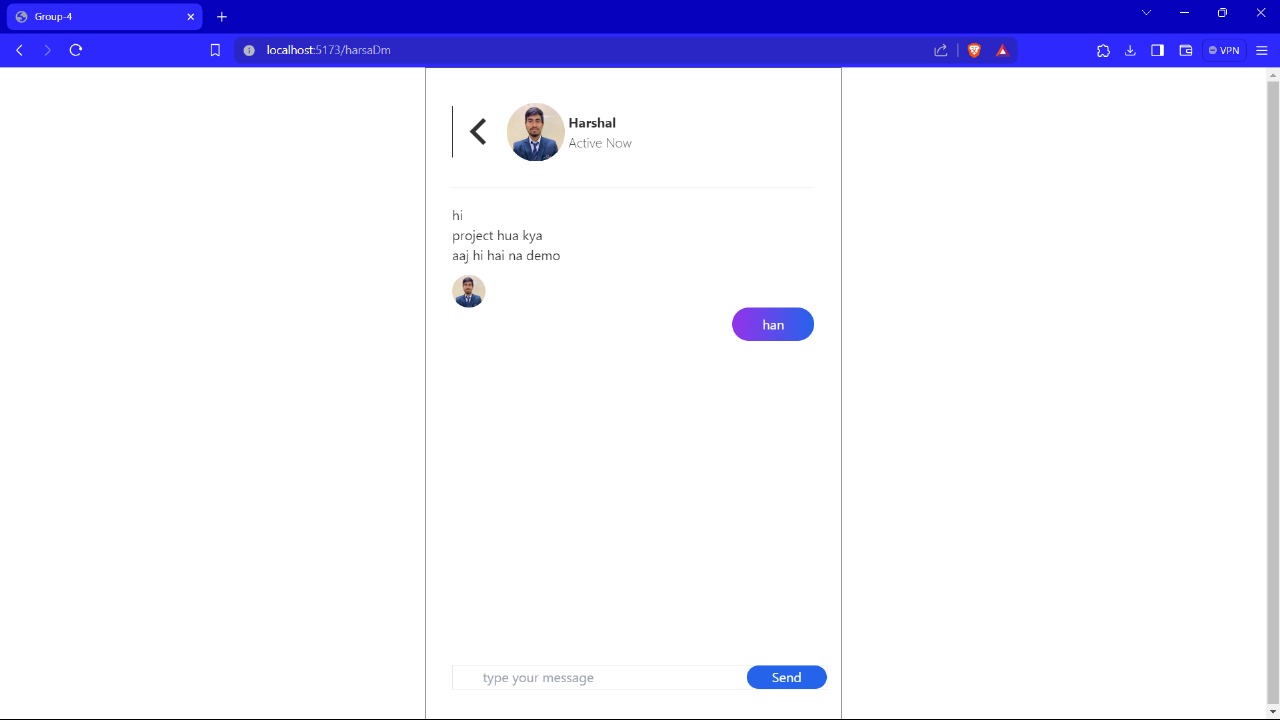 Group-4
localhost:5173/harsaDm
VPN
Harshal
Active Now
hi
project hua kya
aaj hi hai na demo
han
type your message
Send